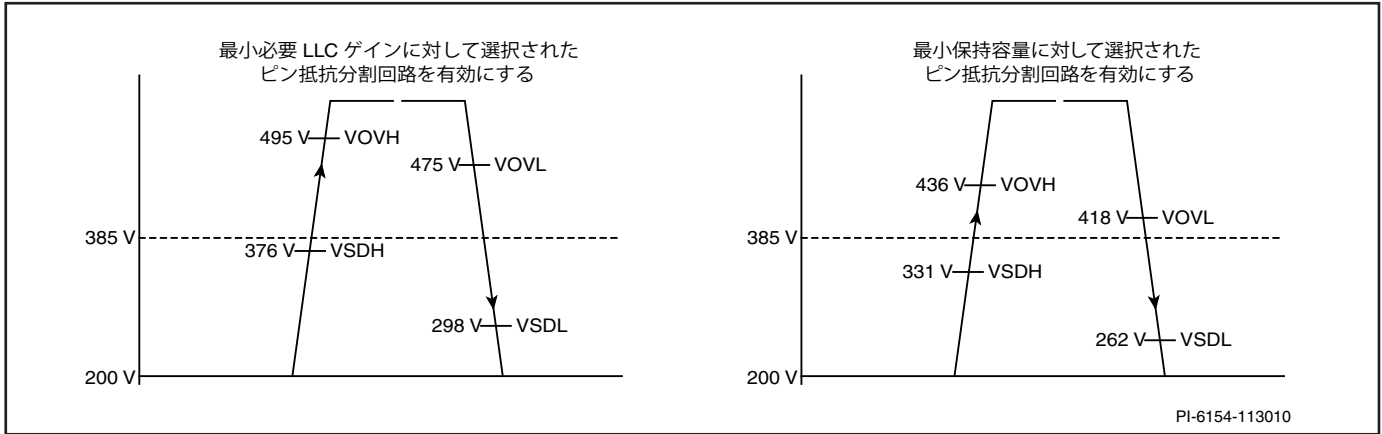 最小必要 LLC ゲインに対して選択された
ピン抵抗分割回路を有効にする
495 V VOVH
475 V VOVL
385 V
376 V VSDH
298 V VSDL
200 V
最小保持容量に対して選択された
ピン抵抗分割回路を有効にする
436 V VOVH
418 V VOVL
385 V
331 V VSDH
262 V VSDL
200 V
PI-6154-113010